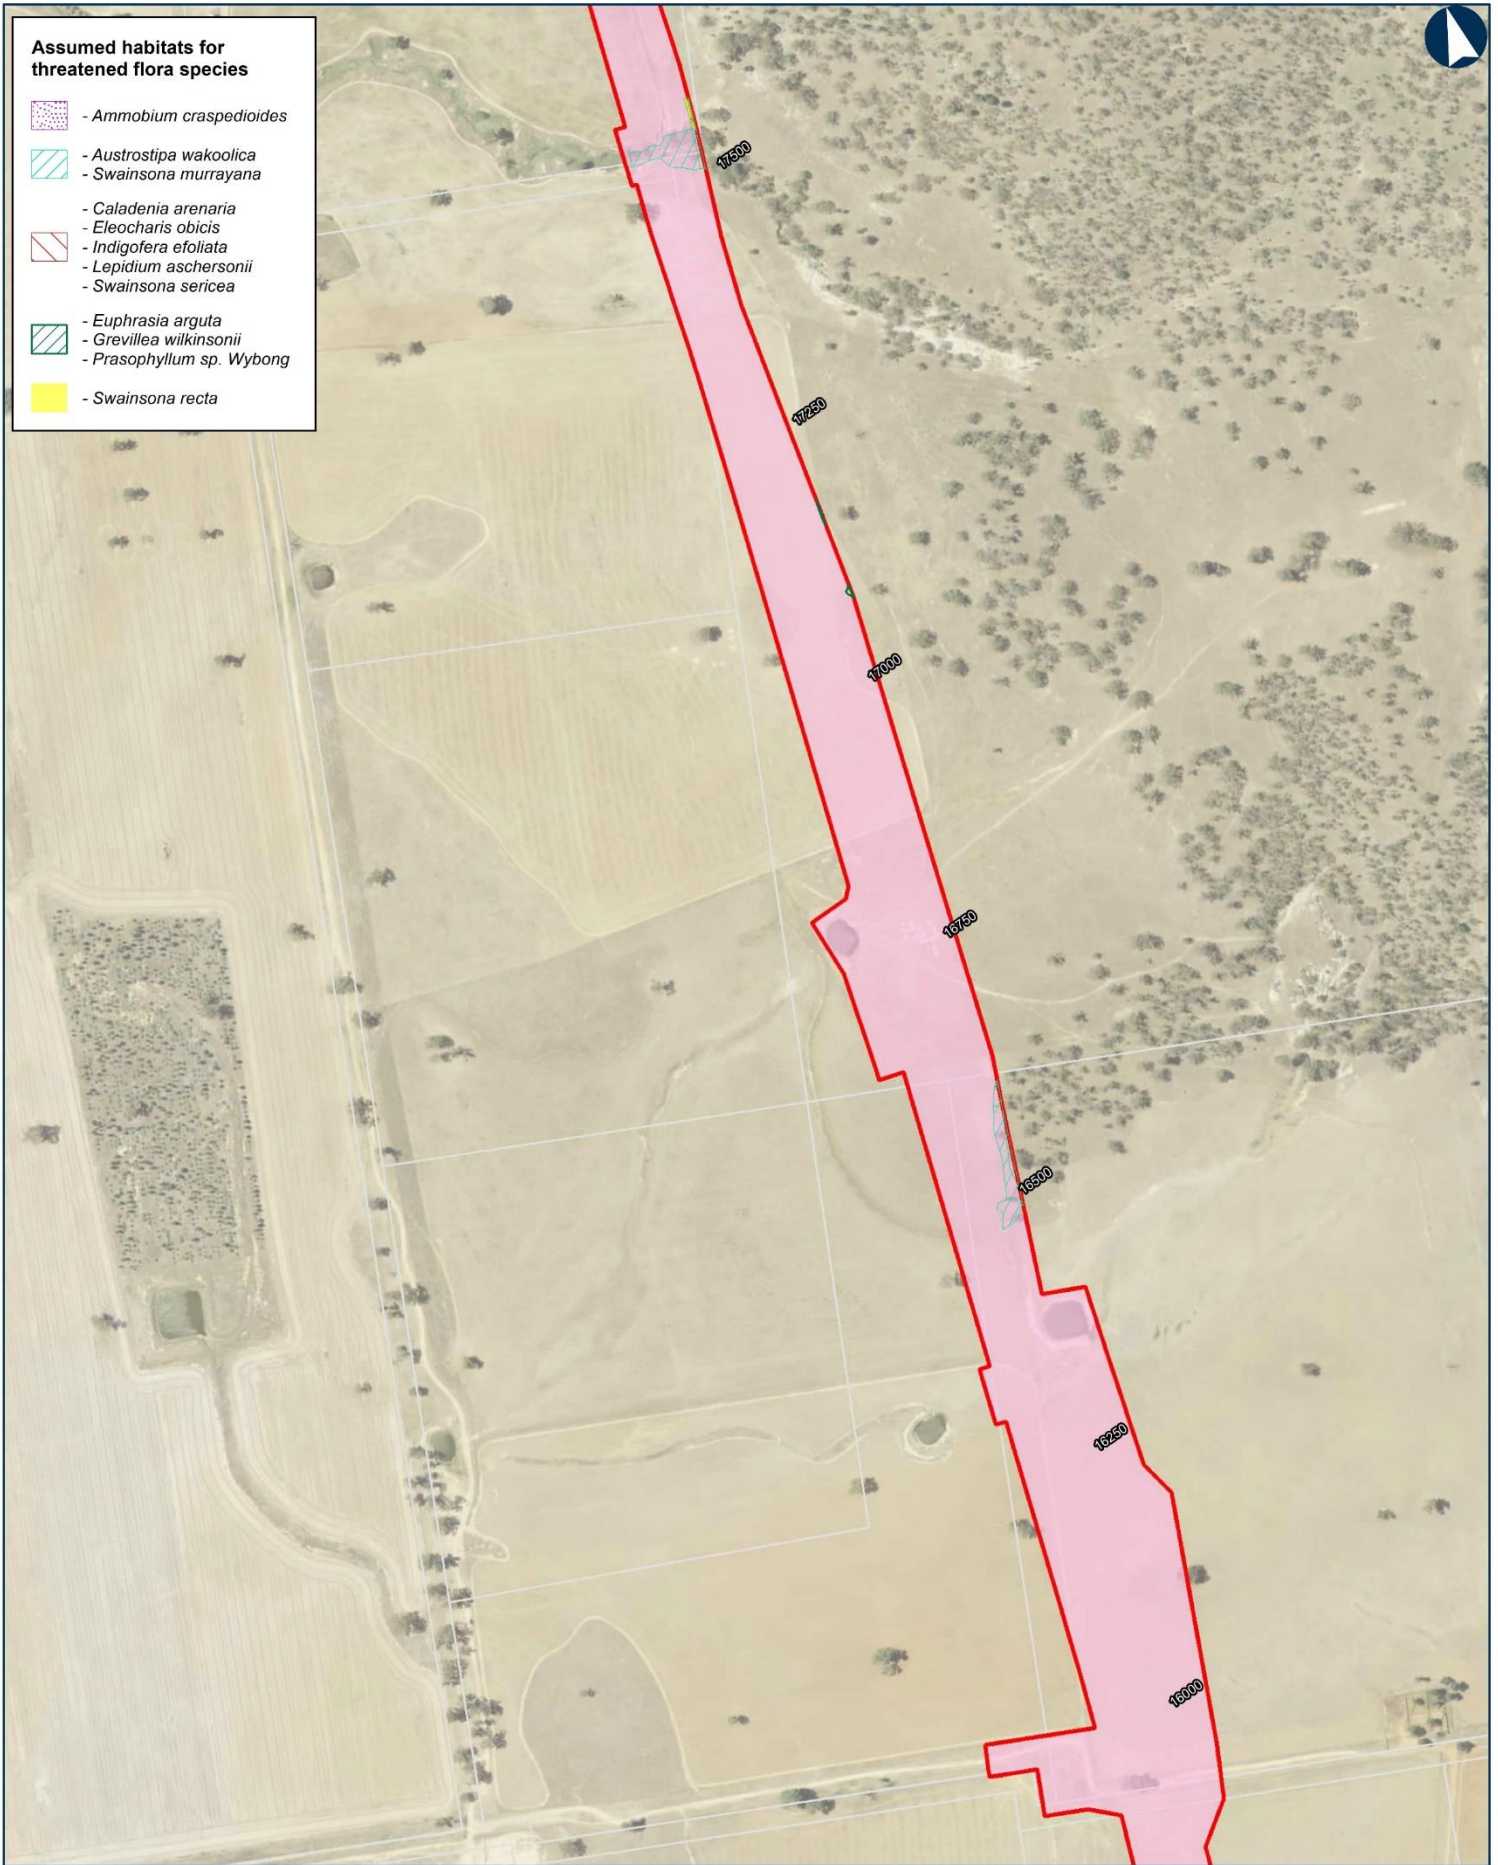 Assumed habitats for
threatened flora species
- Ammobium craspedioides
- Austrostipa wakoolica
- Swainsona murrayana
- Caladenia arenaria
- Eleocharis obicis
- Indigofera efoliata
- Lepidium aschersonii
- Swainsona sericea
- Euphrasia arguta
- Grevillea wilkinsonii
- Prasophyllum sp. Wybong
- Swainsona recta
17500
17250
17000
16750
16500
16250
16000